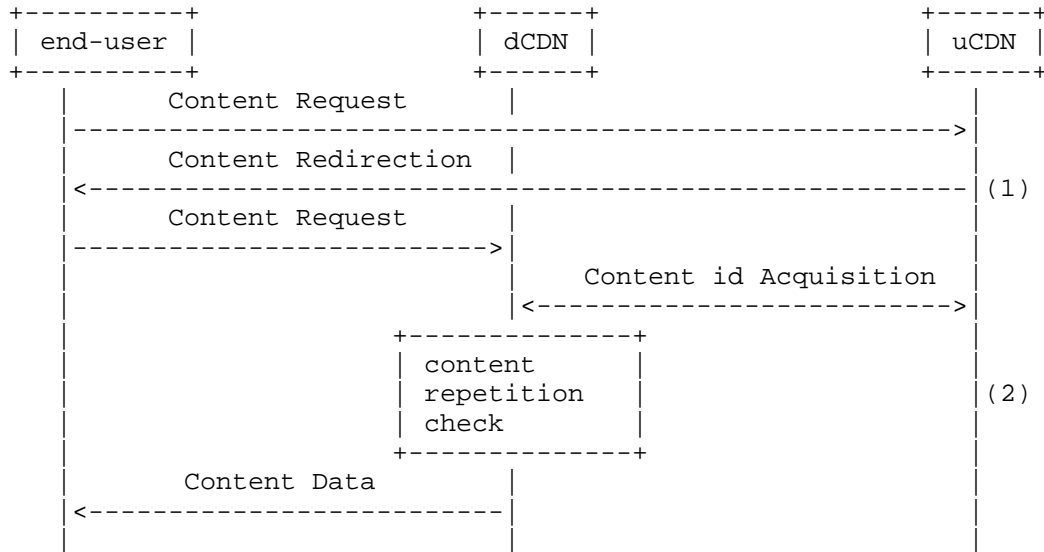 end-user dCDN uCDN
Content Request
Content Redirection
(1)
Content Request
Content id Acquisition
content
repetition
(2)
check
Content Data